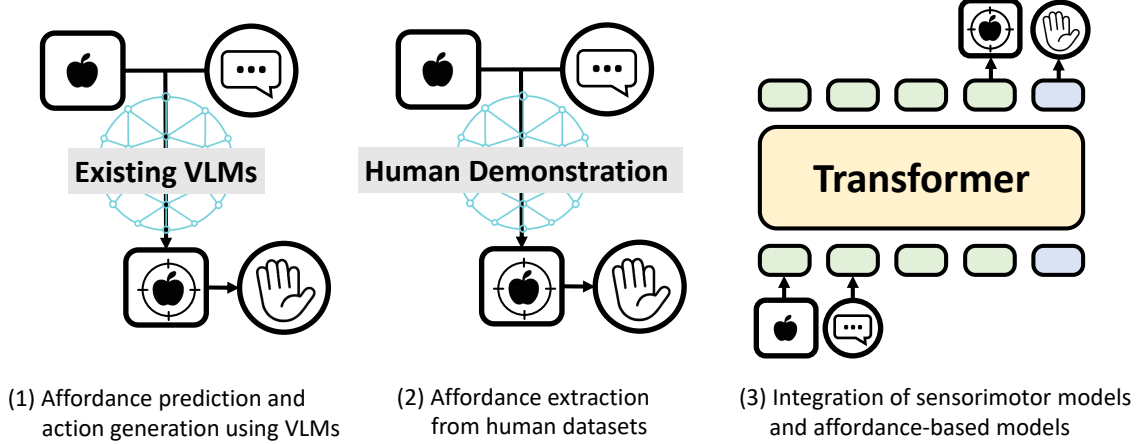 Existing VLMs
Human Demonstration
Transformer
(1) Affordance prediction and
action generation using VLMs
(2) Affordance extraction
from human datasets
(3) Integration of sensorimotor models
and affordance-based models